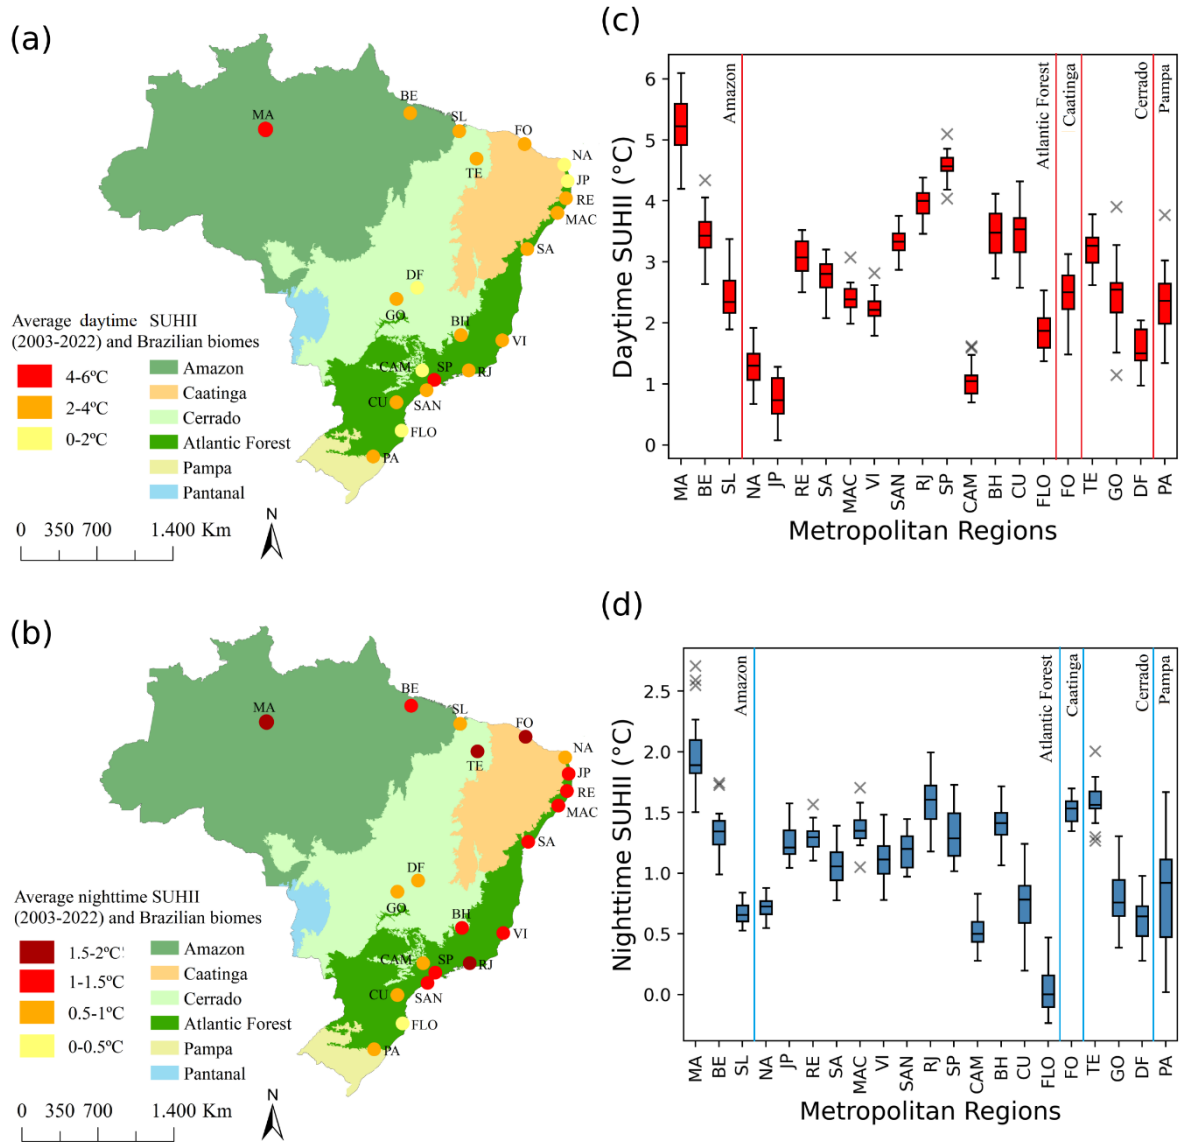 (a)
MA
BE
SL
FO
TE
NA
JP
RE
MAC
SA
DF
GO
BH
VI
CAM
SP
RJ
SAN
CU
FLO
PA
Average daytime SUHII
(2003-2022) and Brazilian biomes
4-6ºC
2-4ºC
0-2ºC
Amazon
Caatinga
Cerrado
Atlantic Forest
Pampa
Pantanal
0 350 700 1.400 Km
N
(c)
Daytime SUHII (°C)
6
5
4
3
2
1
0
Amazon
Atlantic Forest
Caatinga
Cerrado
Pampa
MA BE SL NA JP RE SA MAC VI SAN RJ SP CAM BH CU FLO FO TE GO DF PA
Metropolitan Regions
(b)
MA
BE
SL
FO
TE
NA
JP
RE
MAC
SA
DF
GO
BH
VI
CAM
SP
RJ
SAN
CU
FLO
PA
Average nighttime SUHII
(2003-2022) and Brazilian biomes
1.5-2ºC
1-1.5ºC
0.5-1ºC
0-0.5ºC
Amazon
Caatinga
Cerrado
Atlantic Forest
Pampa
Pantanal
0 350 700 1.400 Km
N
(d)
Nighttime SUHII (°C)
2.5
2.0
1.5
1.0
0.5
0.0
Amazon
Atlantic Forest
Caatinga
Cerrado
Pampa
MA BE SL NA JP RE SA MAC VI SAN RJ SP CAM BH CU FLO FO TE GO DF PA
Metropolitan Regions